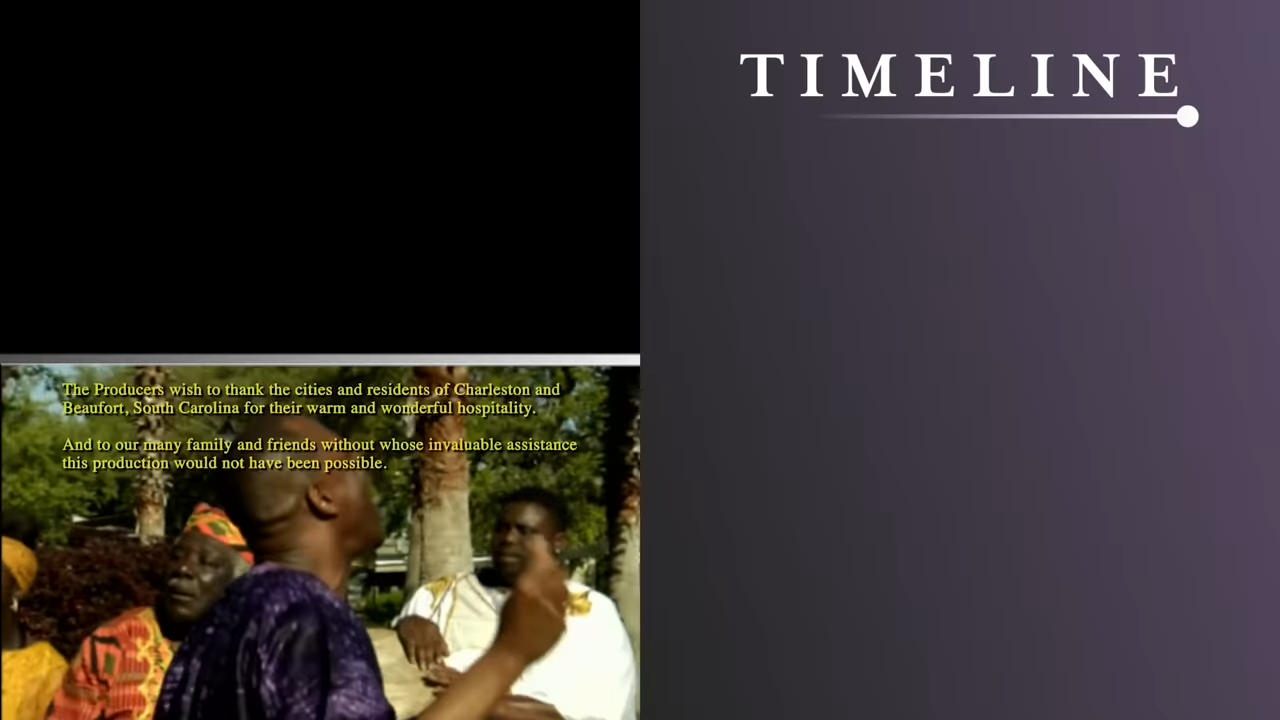 TIMELINE
The Producers wish to thank the cities and residents of Charleston and
Beaufort, South Carolina for their warm and wonderful hospitality.
And to our many family and friends without whose invaluable assistance
this production would not have been possible.